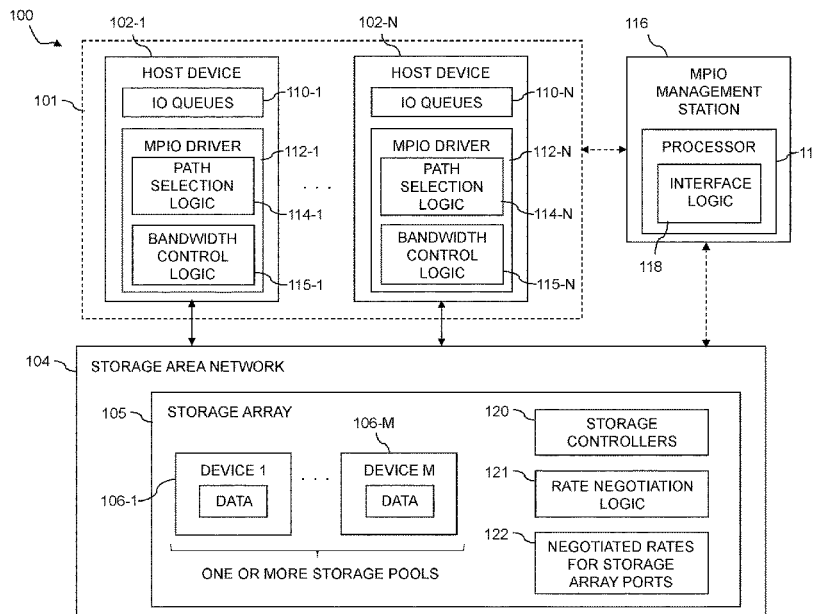 100
102-1
102-N
116
101
HOST DEVICE
IO QUEUES
110-1
MPIO DRIVER
112-1
PATH
SELECTION
LOGIC
114-1
BANDWIDTH
CONTROL
LOGIC
115-1
. . .
HOST DEVICE
IO QUEUES
110-N
MPIO DRIVER
112-N
PATH
SELECTION
LOGIC
114-N
BANDWIDTH
CONTROL
LOGIC
115-N
MPIO
MANAGEMENT
STATION
PROCESSOR
11
INTERFACE
LOGIC
118
104
STORAGE AREA NETWORK
105
STORAGE ARRAY
106-M
DEVICE 1
DATA
106-1
. . .
DEVICE M
DATA
ONE OR MORE STORAGE POOLS
120
STORAGE
CONTROLLERS
121
RATE NEGOTIATION
LOGIC
122
NEGOTIATED RATES
FOR STORAGE
ARRAY PORTS